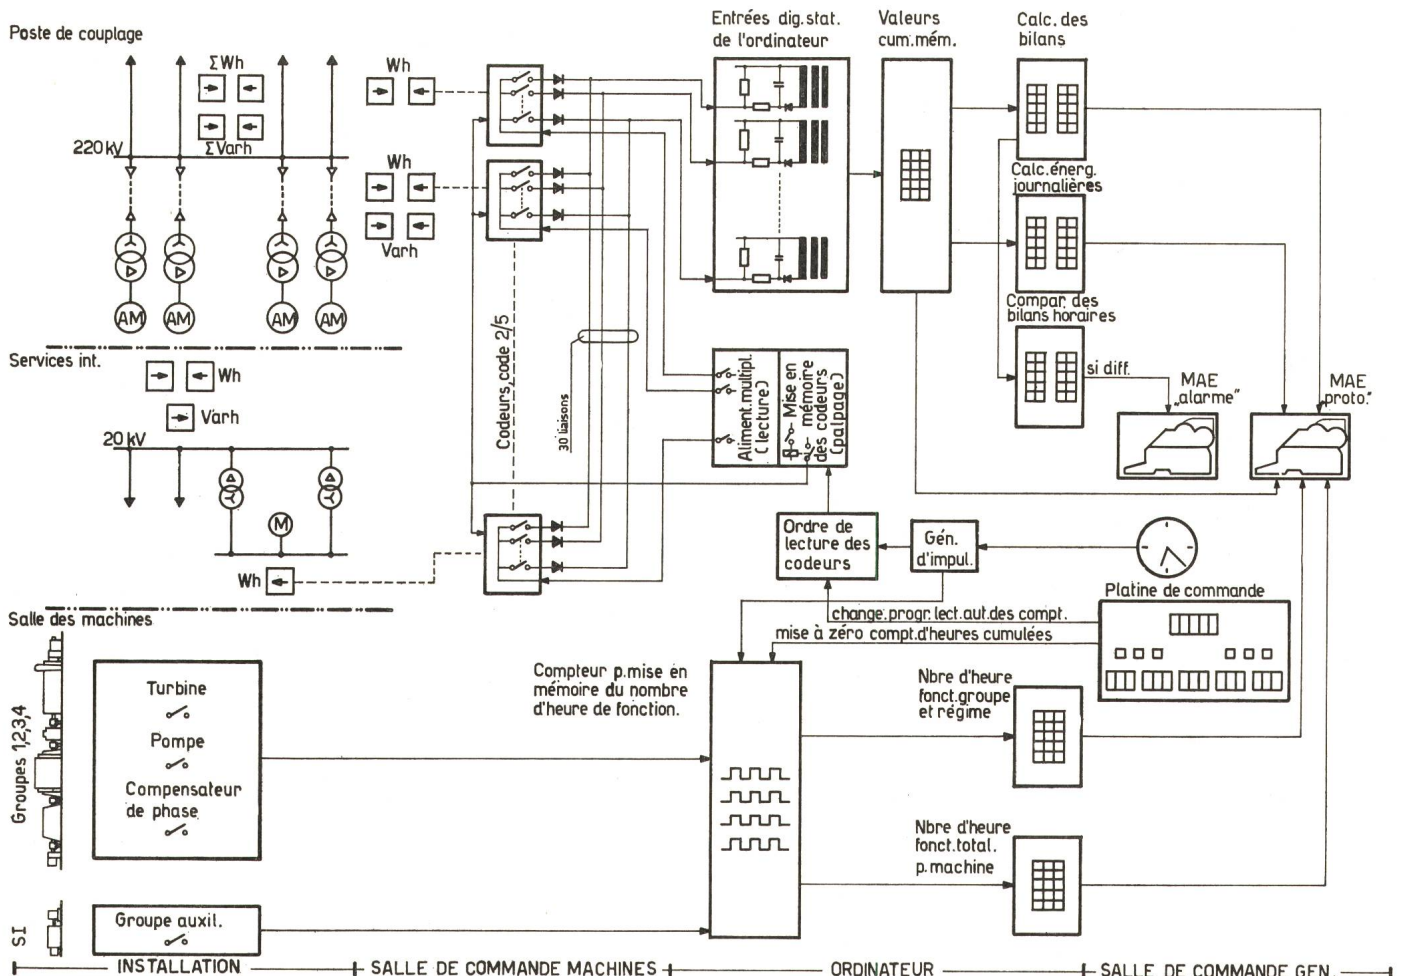 Poste de couplage
ΣWh
ΣVarh
220 kV
AM
AM
AM
AM
Wh
Wh
Varh
Services int.
Wh
Varh
20 kV
M
Wh
Salle des machines
Groupes 1,2,3,4
Turbine
Pompe
Compensateur
de phase
SI
Groupe auxil.
Codeurs, code 2/5
30 liaisons
Entrées dig. stat.
de l'ordinateur
Valeurs
cum. mém.
Calc. des
bilans
Calc. énerg.
journalières
Compar. des
bilans horaires
si diff.
MAE
„alarme”
MAE
„proto.”
Aliment. multipl.
(lecture)
Mise en
mémoire
des codeurs
(palpage)
Ordre de
lecture des
codeurs
Gén.
d'impul.
Platine de commande
change. progr. lect. aut. des compt.
mise à zéro compt. d'heures cumulées
Compteur p. mise en
mémoire du nombre
d'heure de fonction.
Nbre d'heure
fonct. groupe
et régime
Nbre d'heure
fonct. total.
p. machine
INSTALLATION
SALLE DE COMMANDE MACHINES
ORDINATEUR
SALLE DE COMMANDE GEN.